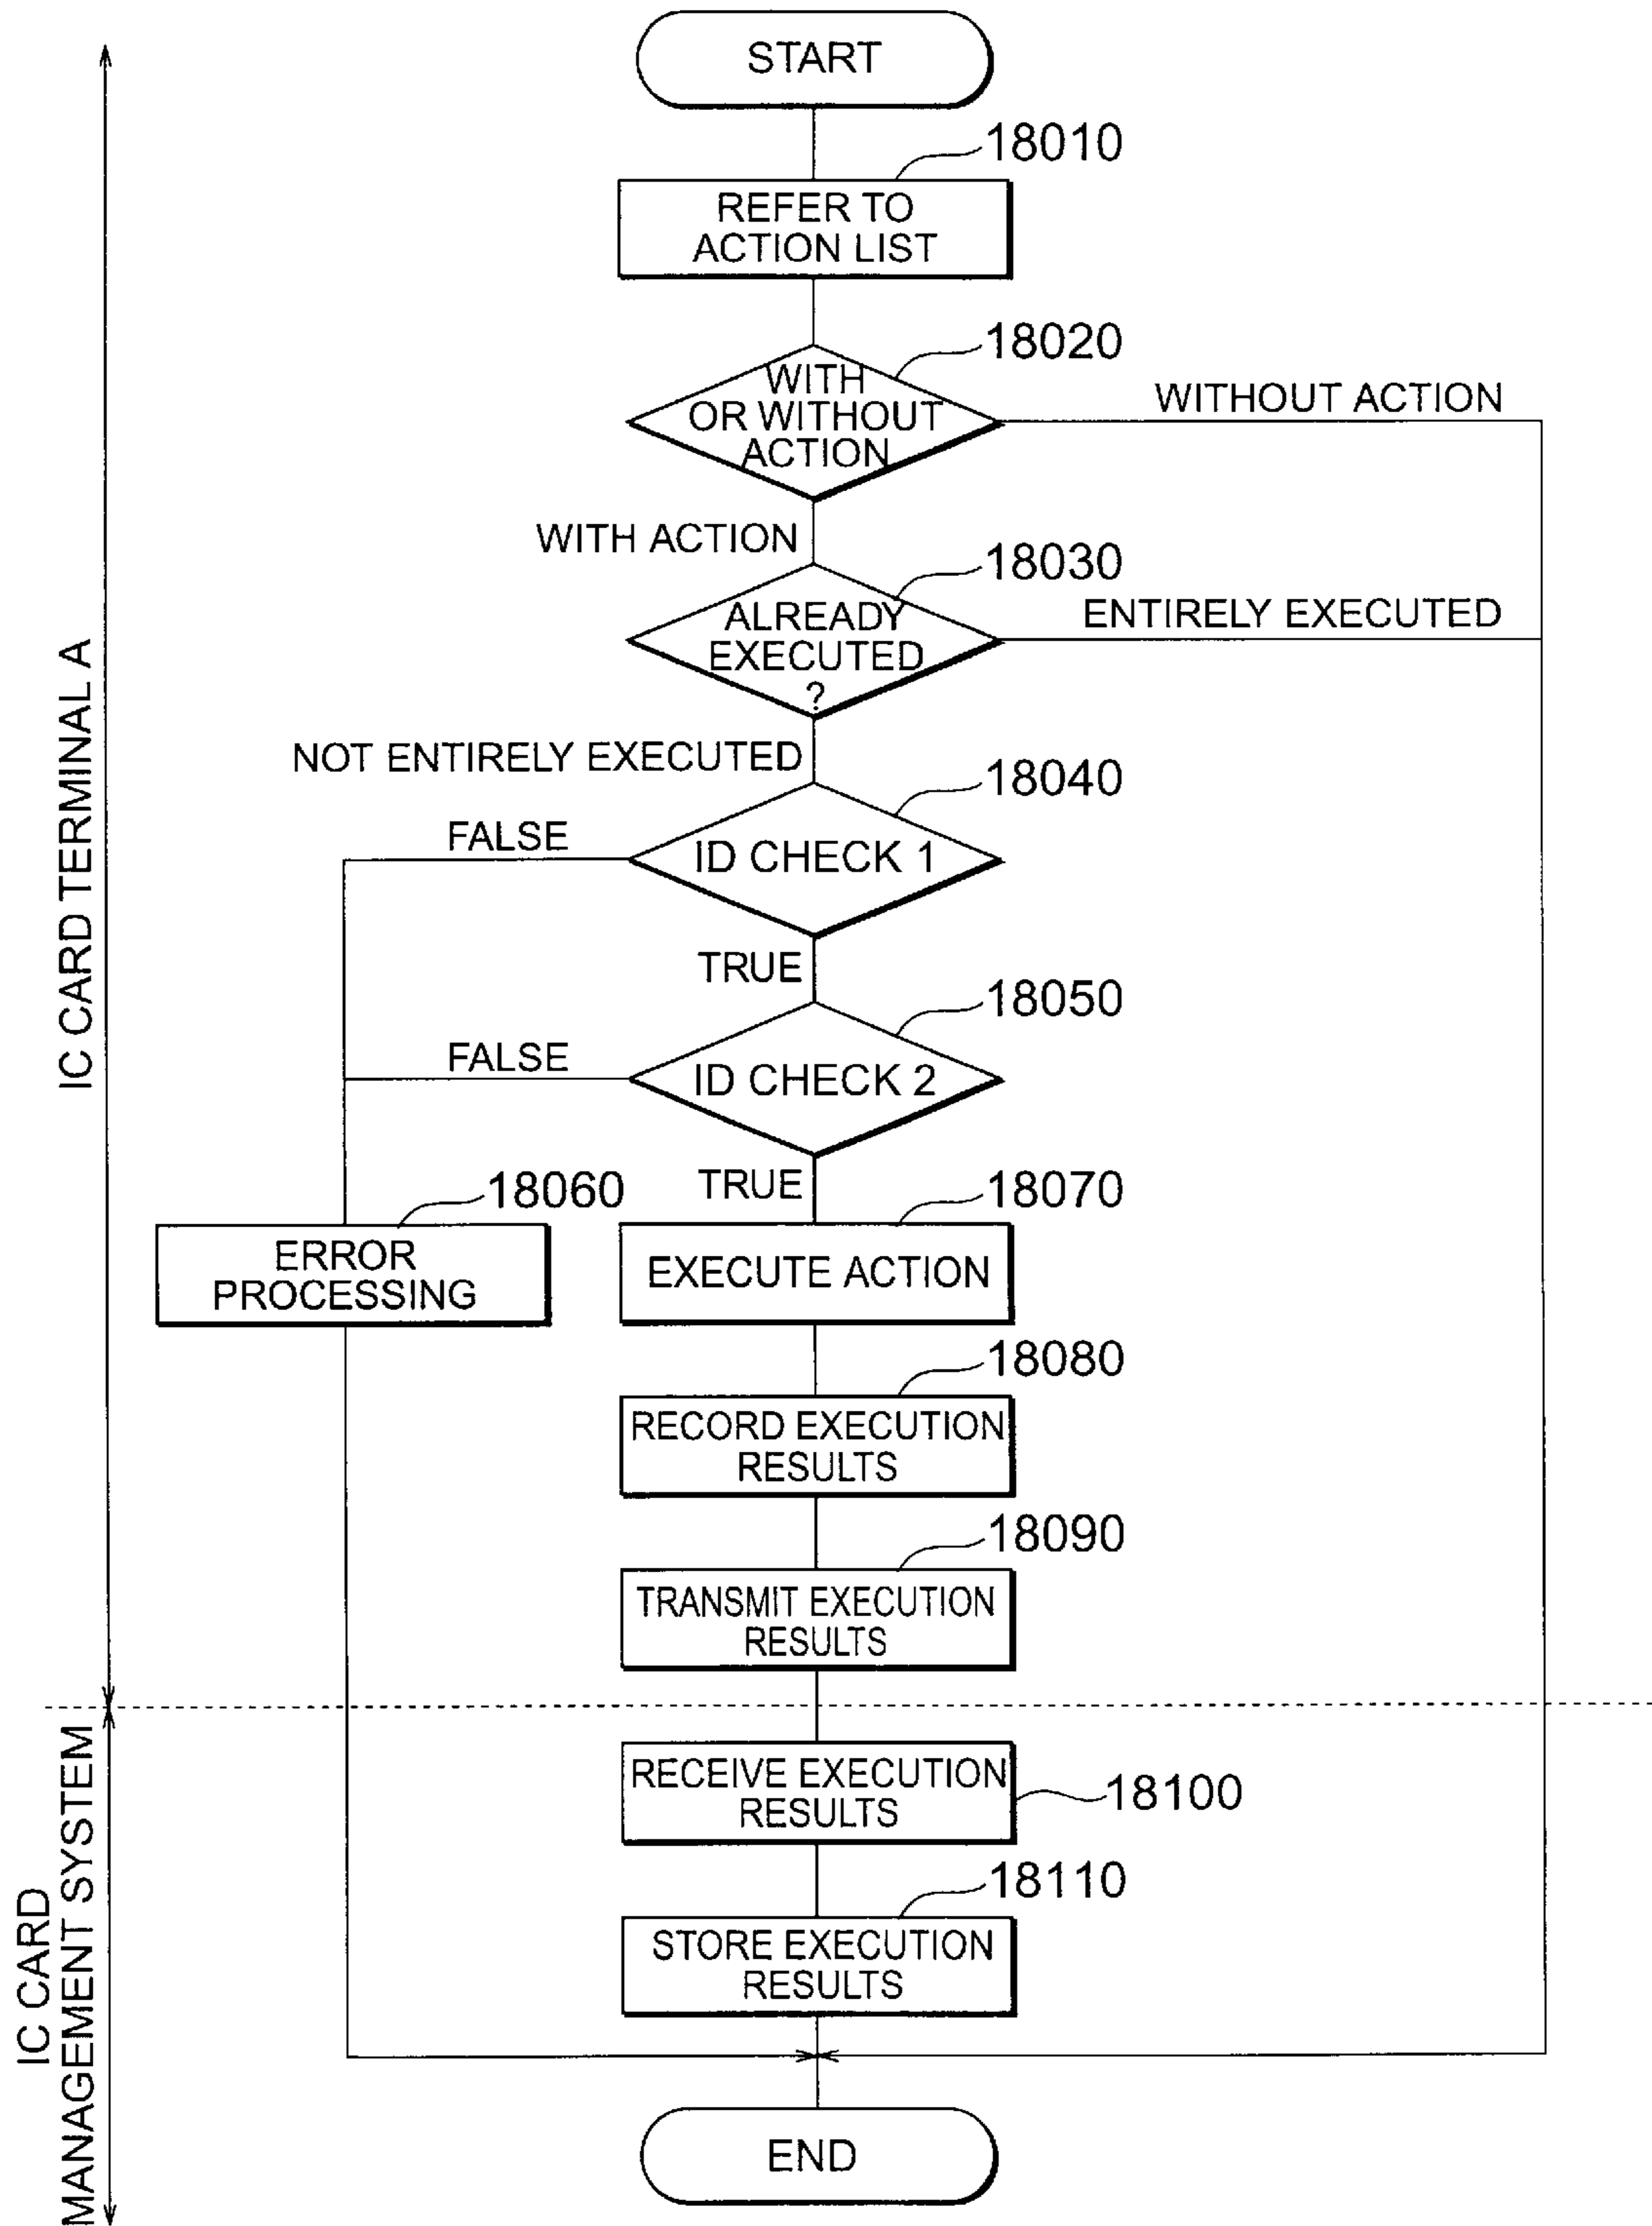 START
18010
REFER TO
ACTION LIST
18020
WITH
OR WITHOUT
ACTION
WITHOUT ACTION
WITH ACTION
18030
ALREADY
EXECUTED
?
ENTIRELY EXECUTED
NOT ENTIRELY EXECUTED
18040
FALSE
ID CHECK 1
TRUE
18050
FALSE
ID CHECK 2
TRUE
18060
ERROR
PROCESSING
18070
EXECUTE ACTION
18080
RECORD EXECUTION
RESULTS
18090
TRANSMIT EXECUTION
RESULTS
IC CARD TERMINAL A
RECEIVE EXECUTION
RESULTS
18100
18110
STORE EXECUTION
RESULTS
IC CARD
MANAGEMENT SYSTEM
END